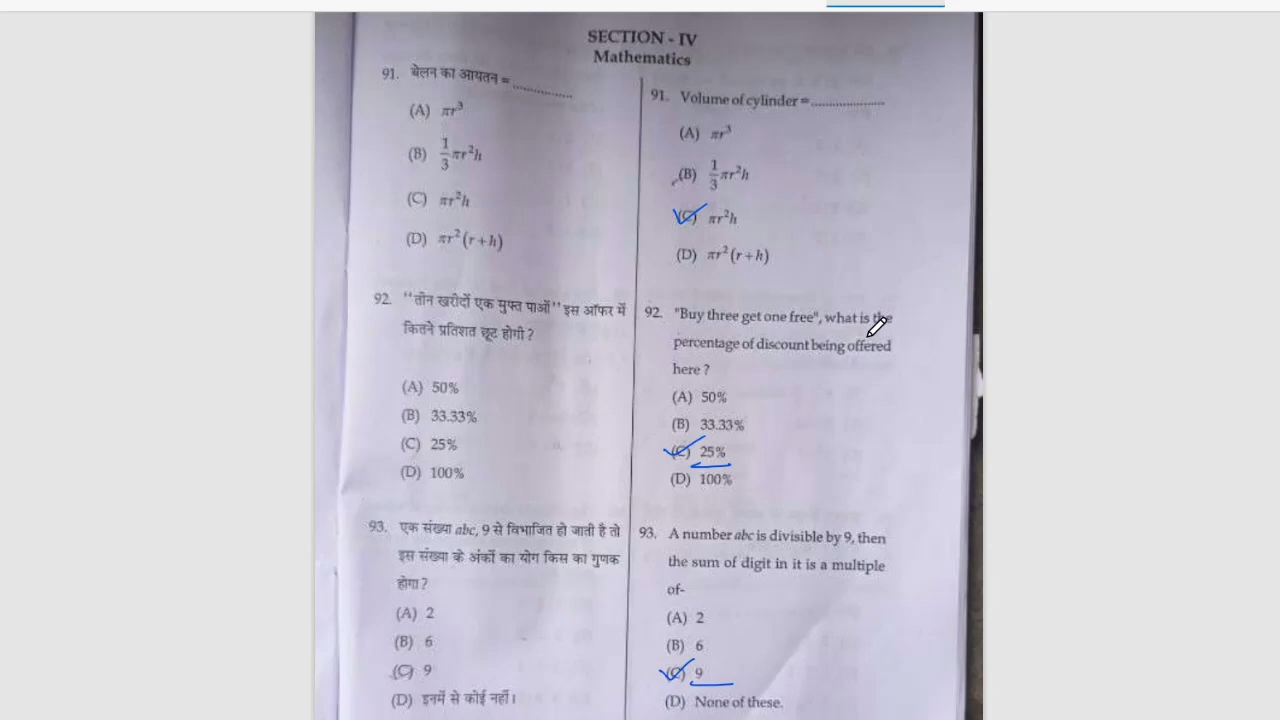 SECTION - IV
Mathematics
91. बेलन का आयतन = ...............
(A) πr³
(B) 1/3 πr²h
(C) πr²h
(D) πr²(r+h)
92. “तीन खरीदों एक मुफ्त पाओं” इस ऑफर में
कितने प्रतिशत छूट होगी ?
(A) 50%
(B) 33.33%
(C) 25%
(D) 100%
93. एक संख्या abc, 9 से विभाजित हो जाती है तो
इस संख्या के अंकों का योग किस का गुणक
होगा ?
(A) 2
(B) 6
(C) 9
(D) इनमें से कोई नहीं।
91. Volume of cylinder = ....................
(A) πr³
(B) 1/3 πr²h
(C) πr²h
(D) πr²(r+h)
92. "Buy three get one free", what is the
percentage of discount being offered
here ?
(A) 50%
(B) 33.33%
(C) 25%
(D) 100%
93. A number abc is divisible by 9, then
the sum of digit in it is a multiple
of-
(A) 2
(B) 6
(C) 9
(D) None of these.